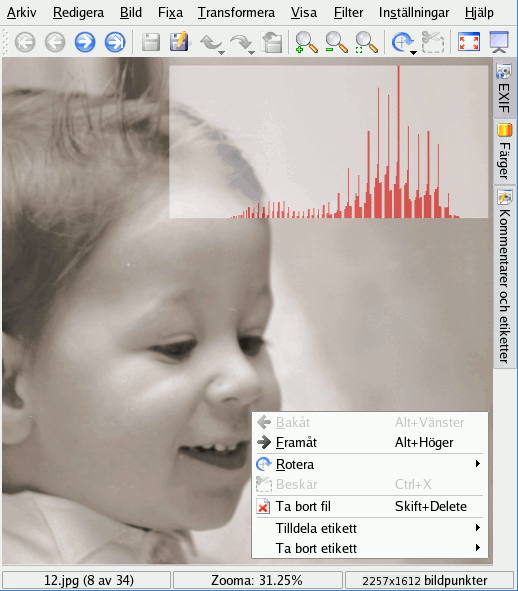 Arkiv Redigera Bild Fixa Transformera Visa Filter Inställningar Hjälp
EXIF
Färger
Kommentarer och etiketter
Bakåt Alt+Vänster
Framåt Alt+Höger
Rotera
Beskär Ctrl+X
Ta bort fil Skift+Delete
Tilldela etikett
Ta bort etikett
12.jpg (8 av 34) Zooma: 31.25% 2257x1612 bildpunkter